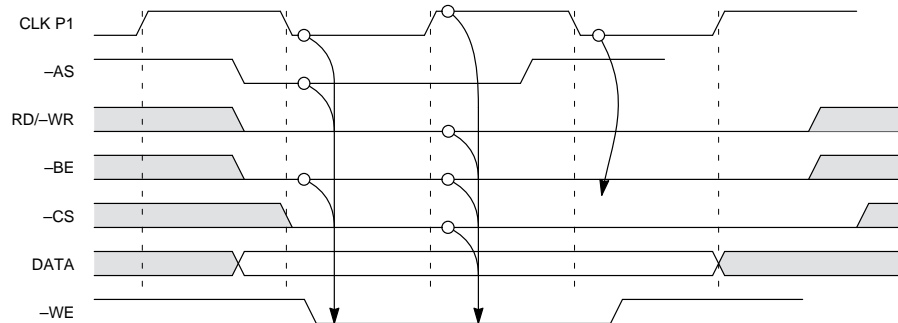 CLK P1
–AS
RD/–WR
–BE
–CS
DATA
–WE